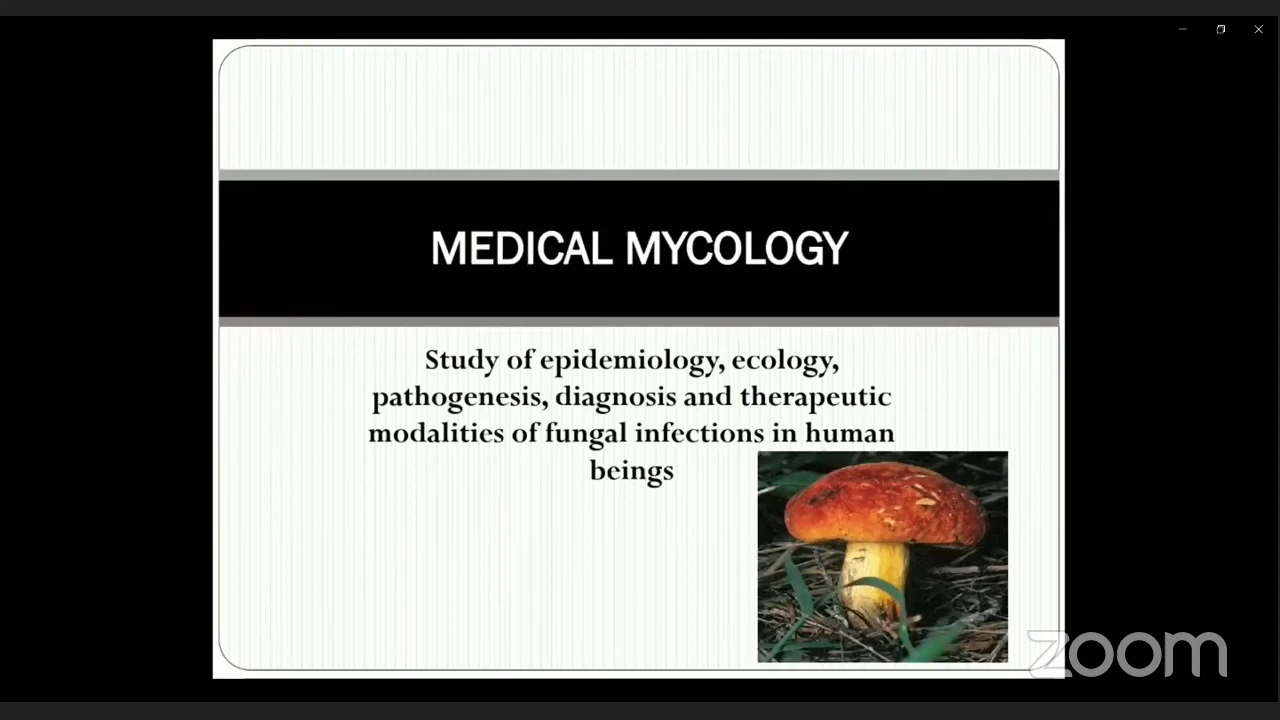 MEDICAL MYCOLOGY
Study of epidemiology, ecology,
pathogenesis, diagnosis and therapeutic
modalities of fungal infections in human
beings
zoom